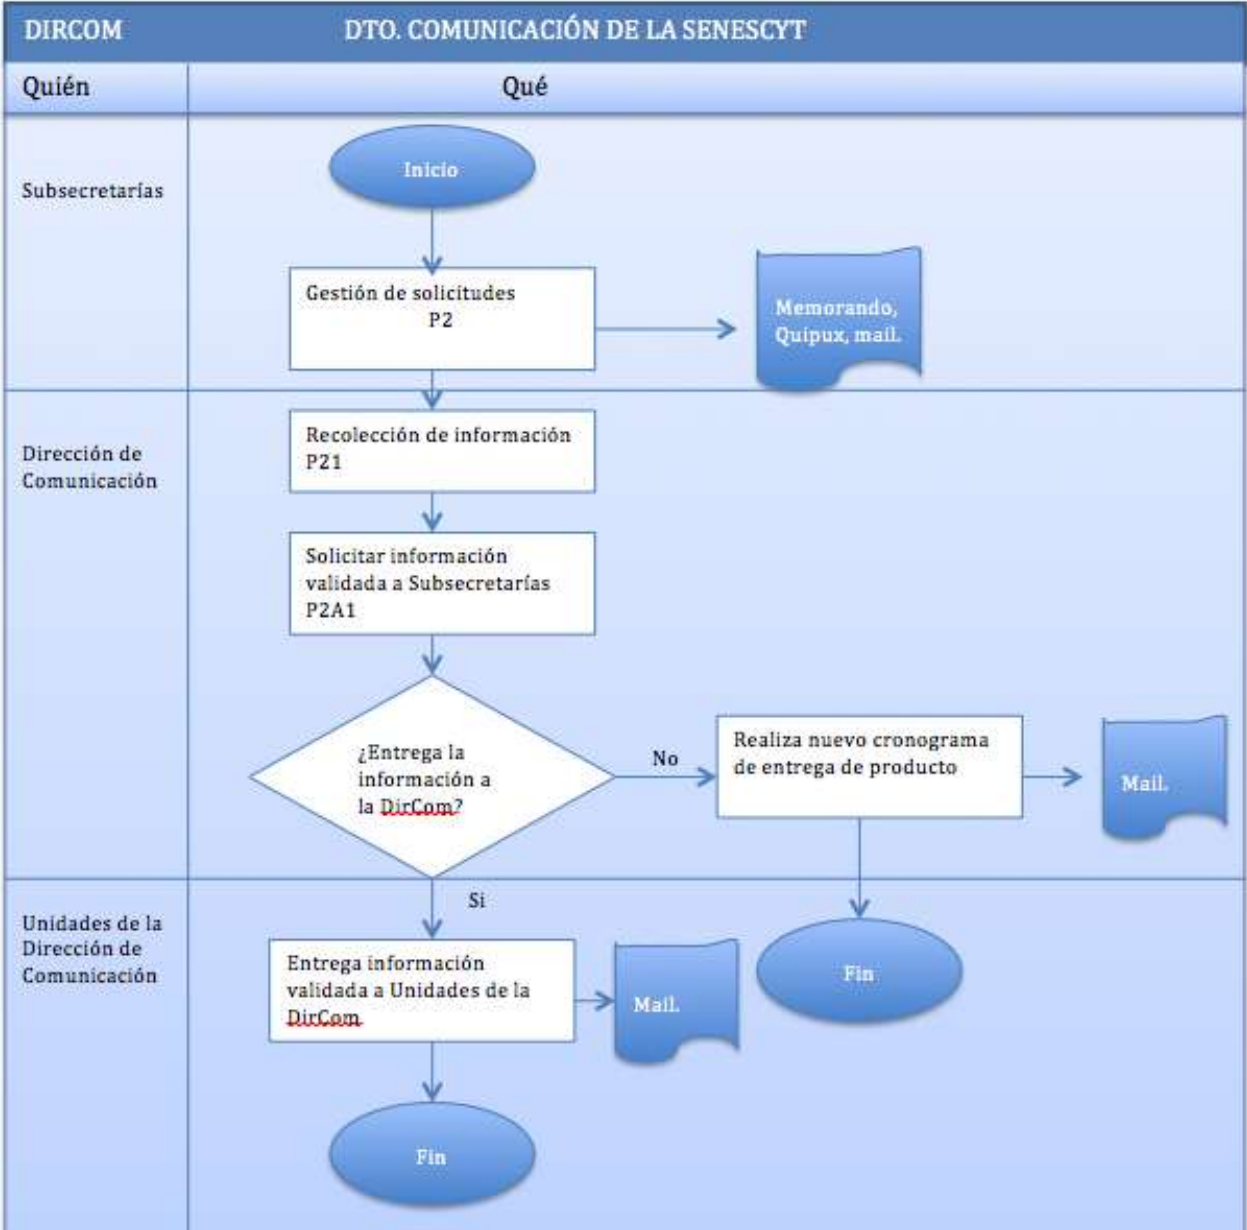 DIRCOM DTO. COMUNICACIÓN DE LA SENESCYT
Quién Qué
Subsecretarías
Inicio
Gestión de solicitudes
P2
Memorando,
Quipux, mail.
Dirección de
Comunicación
Recolección de información
P21
Solicitar información
validada a Subsecretarías
P2A1
¿Entrega la
información a
la DirCom?
No
Realiza nuevo cronograma
de entrega de producto
Mail.
Si
Unidades de la
Dirección de
Comunicación
Entrega información
validada a Unidades de la
DirCom
Mail.
Fin
Fin